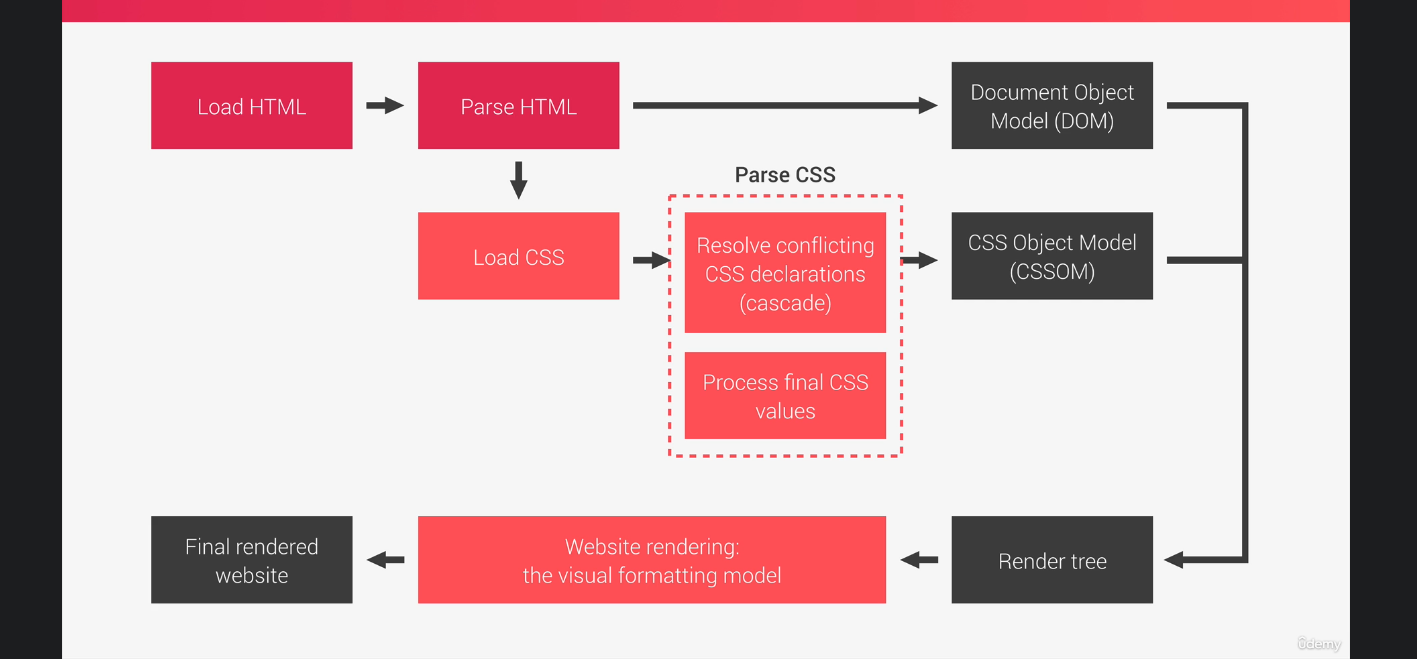 Load HTML
Parse HTML
Document Object
Model (DOM)
Parse CSS
Load CSS
Resolve conflicting
CSS declarations
(cascade)
CSS Object Model
(CSSOM)
Process final CSS
values
Final rendered
website
Website rendering:
the visual formatting model
Render tree
ûdemy